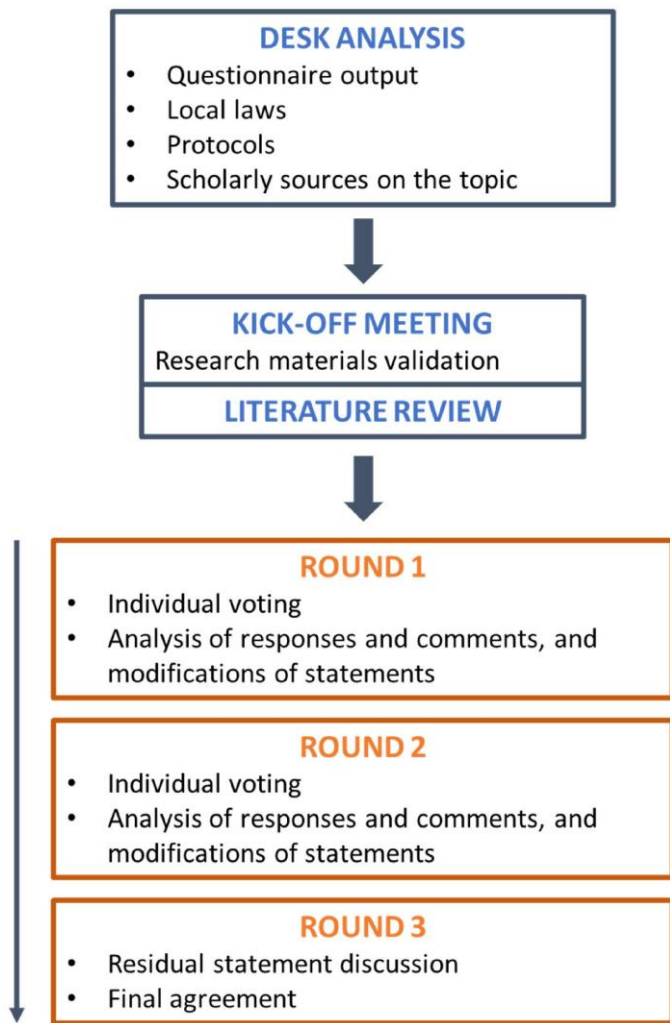 DESK ANALYSIS
• Questionnaire output
• Local laws
• Protocols
• Scholarly sources on the topic
KICK-OFF MEETING
Research materials validation
LITERATURE REVIEW
ROUND 1
• Individual voting
• Analysis of responses and comments, and
modifications of statements
ROUND 2
• Individual voting
• Analysis of responses and comments, and
modifications of statements
ROUND 3
• Residual statement discussion
• Final agreement